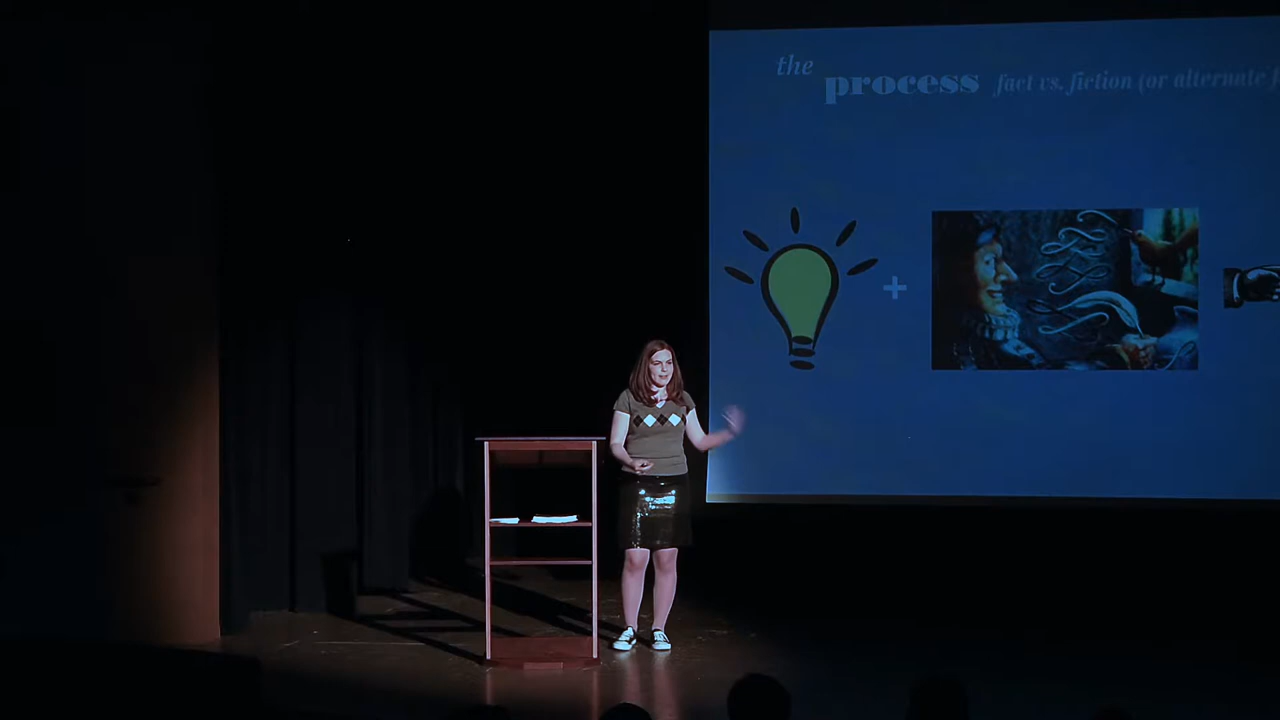 the
process fact vs. fiction (or alternate
+